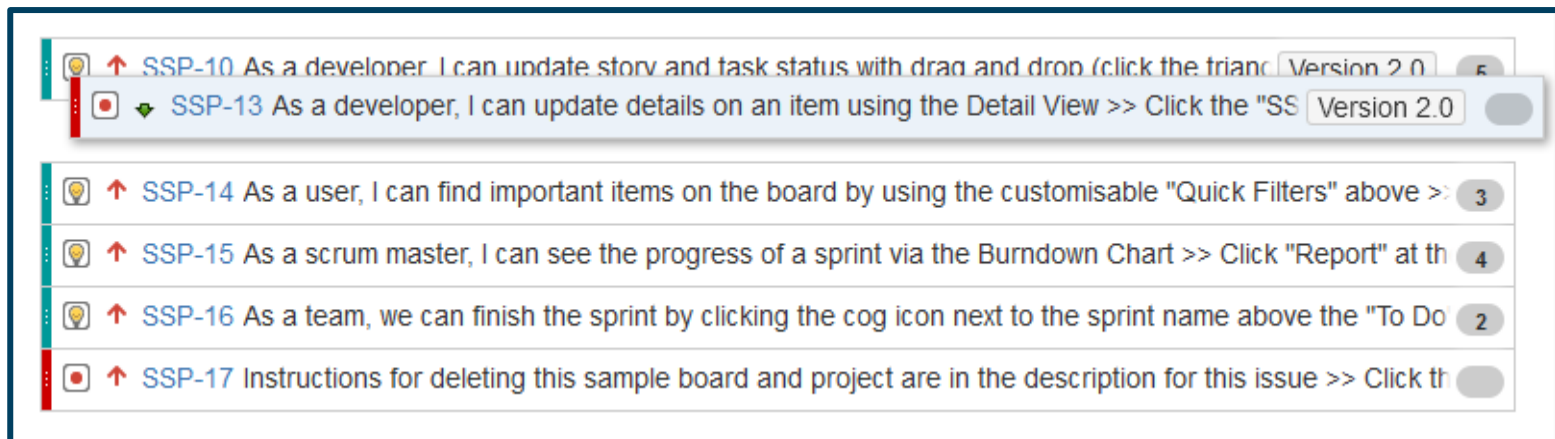 SSP-10 As a developer, I can update story and task status with drag and drop (click the triang Version 2.0 5
SSP-13 As a developer, I can update details on an item using the Detail View >> Click the "SS Version 2.0
SSP-14 As a user, I can find important items on the board by using the customisable "Quick Filters" above >> 3
SSP-15 As a scrum master, I can see the progress of a sprint via the Burndown Chart >> Click "Report" at th 4
SSP-16 As a team, we can finish the sprint by clicking the cog icon next to the sprint name above the "To Do" 2
SSP-17 Instructions for deleting this sample board and project are in the description for this issue >> Click th